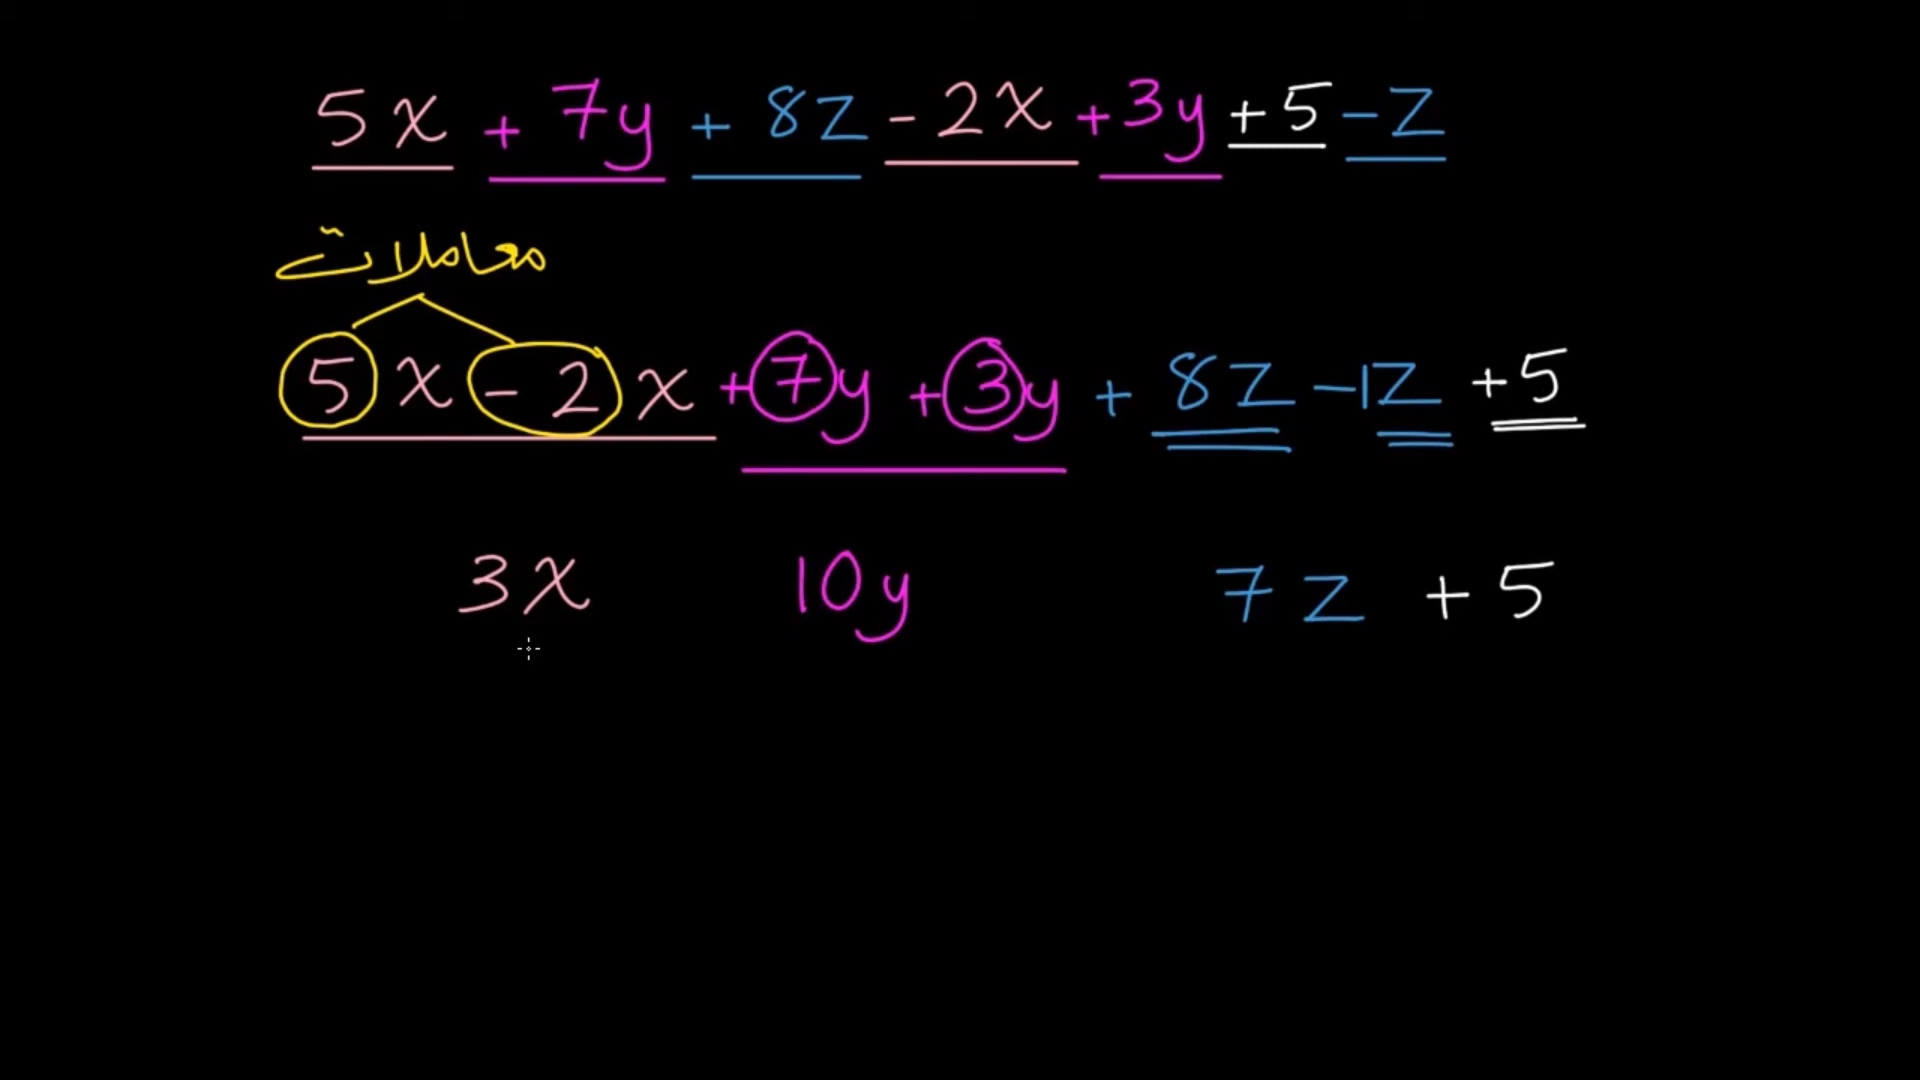 5x + 7y + 8z - 2x + 3y + 5 - z
معاملات
5x - 2x + 7y + 3y + 8z - 1z + 5
3x 10y 7z + 5